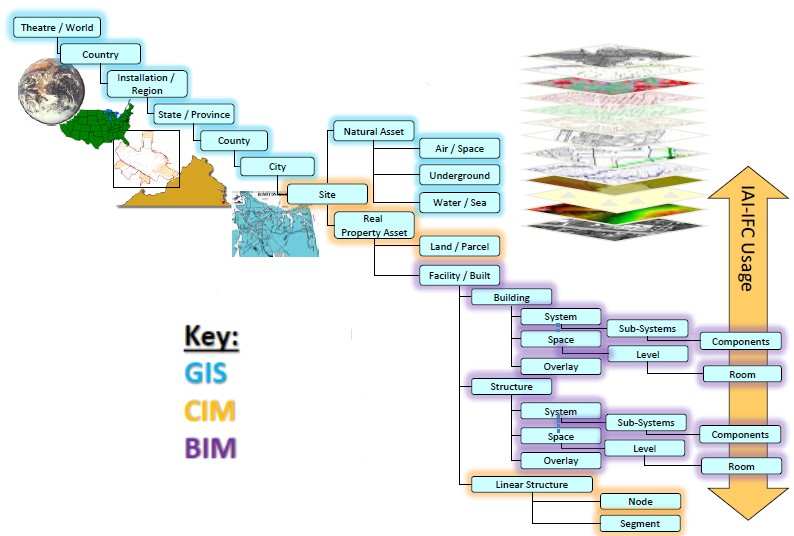 Theatre / World
Country
Installation /
Region
State / Province
County
City
Site
Natural Asset
Air / Space
Underground
Water / Sea
Real
Property Asset
Land / Parcel
Facility / Built
Building
System
Sub-Systems
Components
Space
Level
Room
Overlay
Structure
System
Sub-Systems
Components
Space
Level
Room
Overlay
Linear Structure
Node
Segment
IAI-IFC Usage
Key:
GIS
CIM
BIM